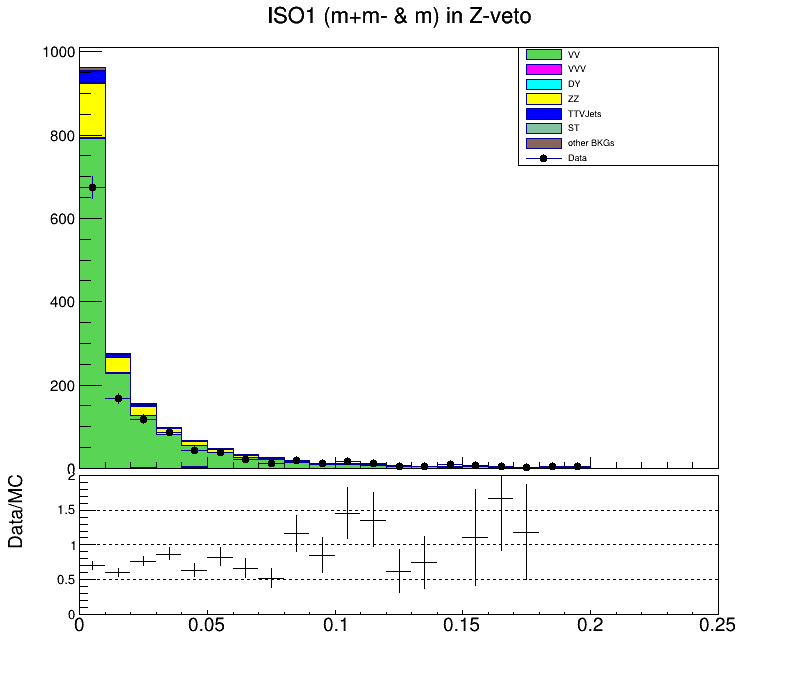 ISO1 (m+m- & m) in Z-veto
1000
800
600
400
200
0
VV
VVV
DY
ZZ
TTVJets
ST
other BKGs
Data
Data/MC
2
1.5
1
0.5
0
0 0.05 0.1 0.15 0.2 0.25